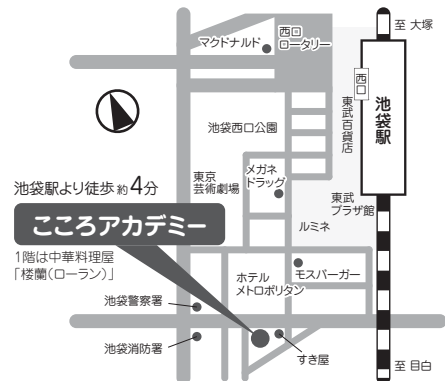 至 大塚
西口
ロータリー
マクドナルド
西口
池袋駅
東武百貨店
池袋西口公園
東京
芸術劇場
メガネ
ドラッグ
池袋駅より徒歩約4分
東武
プラザ館
こころアカデミー
ルミネ
1階は中華料理屋
「楼蘭(ローラン)」
ホテル
メトロポリタン
モスバーガー
池袋警察署
池袋消防署
すき屋
至 目白